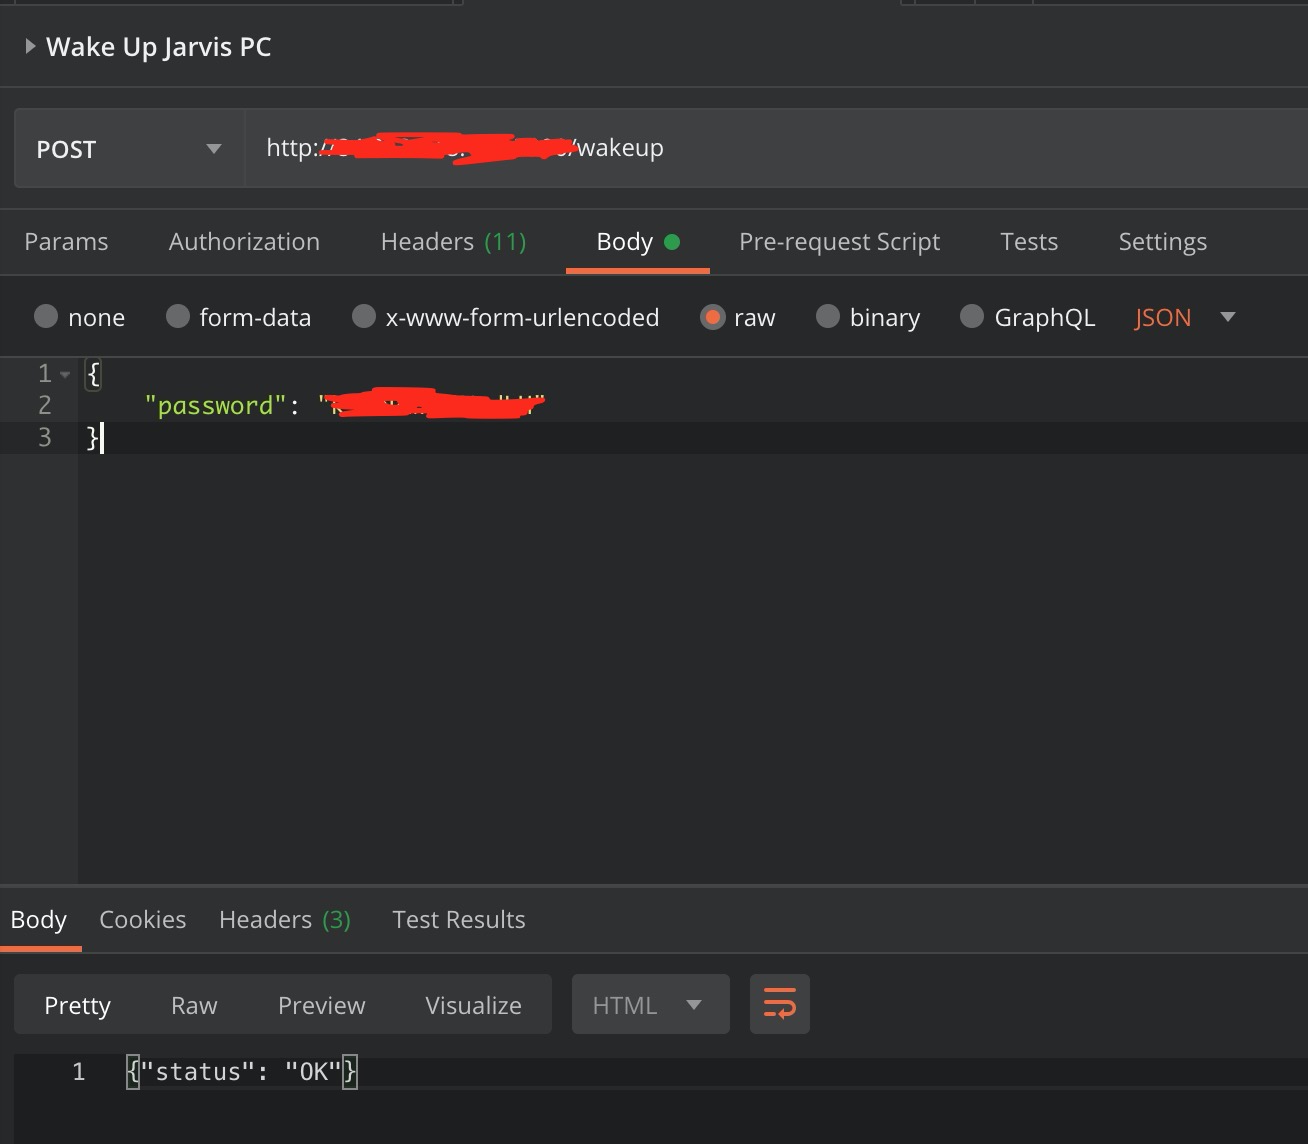 Wake Up Jarvis PC
POST http: /wakeup
Params Authorization Headers (11) Body Pre-request Script Tests Settings
none form-data x-www-form-urlencoded raw binary GraphQL JSON
1 {
2 "password": "
3 }
Body Cookies Headers (3) Test Results
Pretty Raw Preview Visualize HTML
1 {"status": "OK"}